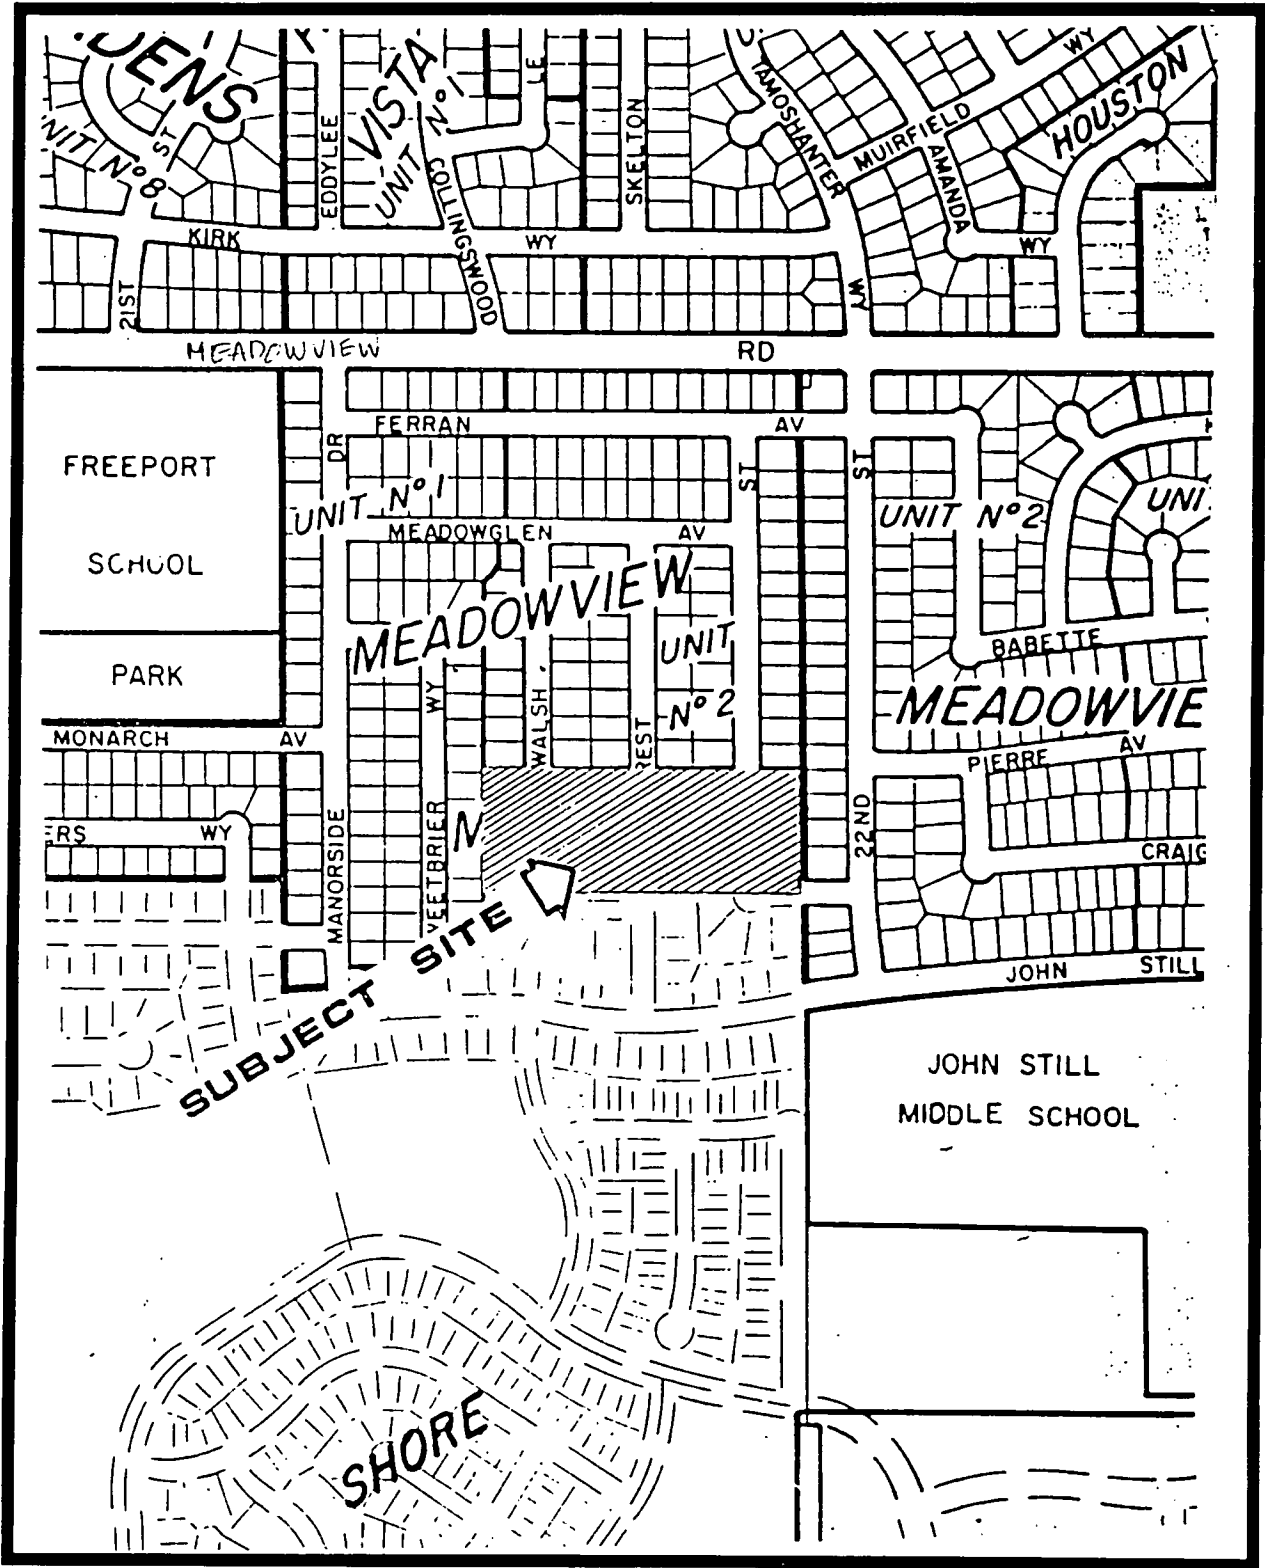 DENS
UNIT Nº8
ST
EDDYLEE
VISTA
Nº1
UNIT
COLLINGSWOOD
LE
SKELTON
TAMOSHANTER
MUIRFIELD
WY
AMANDA
HOUSTON
KIRK
WY
WY
WY
21ST
MEADOWVIEW RD
FERRAN AV
DR
FREEPORT
SCHOOL
UNIT Nº1
ST
ST
UNIT Nº2
UNI
MEADOWGLEN AV
MEADOWVIEW
UNIT
Nº2
BABETTE
PARK
WY
WALSH
MEADOWVIE
MONARCH AV
PIERRE AV
ERS WY
MANORSIDE
N
22ND
CRAIG
SUBJECT SITE
JOHN STILL
JOHN STILL
MIDDLE SCHOOL
SHORE